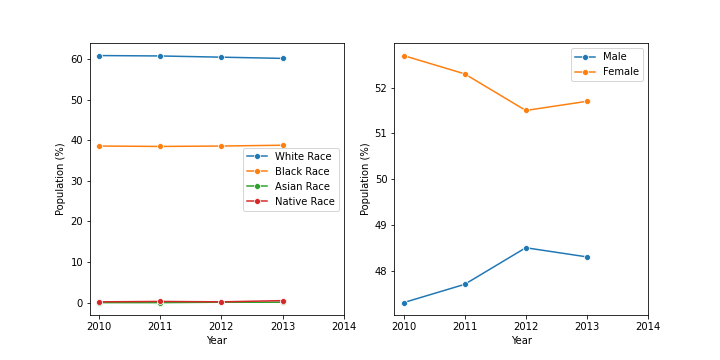 60
50
40
30
20
10
0
Population (%)
2010 2011 2012 2013 2014
Year
White Race
Black Race
Asian Race
Native Race
52
51
50
49
48
Population (%)
2010 2011 2012 2013 2014
Year
Male
Female